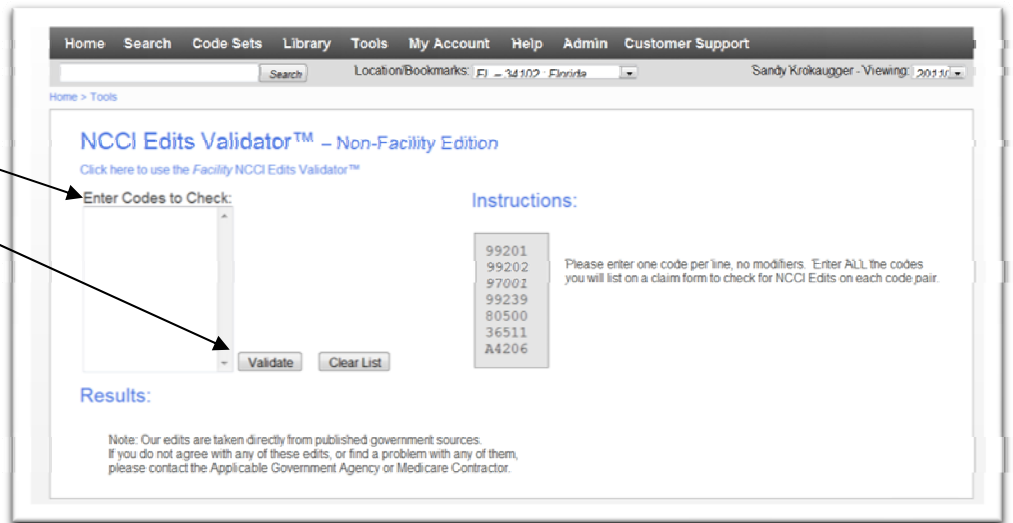 Home Search Code Sets Library Tools My Account Help Admin Customer Support
Search Location/Bookmarks: FL – 34102 : Florida Sandy Krokaugger - Viewing:
Home > Tools
NCCI Edits Validator™ – Non-Facility Edition
Click here to use the Facility NCCI Edits Validator™
Enter Codes to Check:
Instructions:
99201
99202
97001
99239
80500
36511
A4206
Please enter one code per line, no modifiers. Enter ALL the codes
you will list on a claim form to check for NCCI Edits on each code pair.
Validate Clear List
Results:
Note: Our edits are taken directly from published government sources.
If you do not agree with any of these edits, or find a problem with any of them,
please contact the Applicable Government Agency or Medicare Contractor.